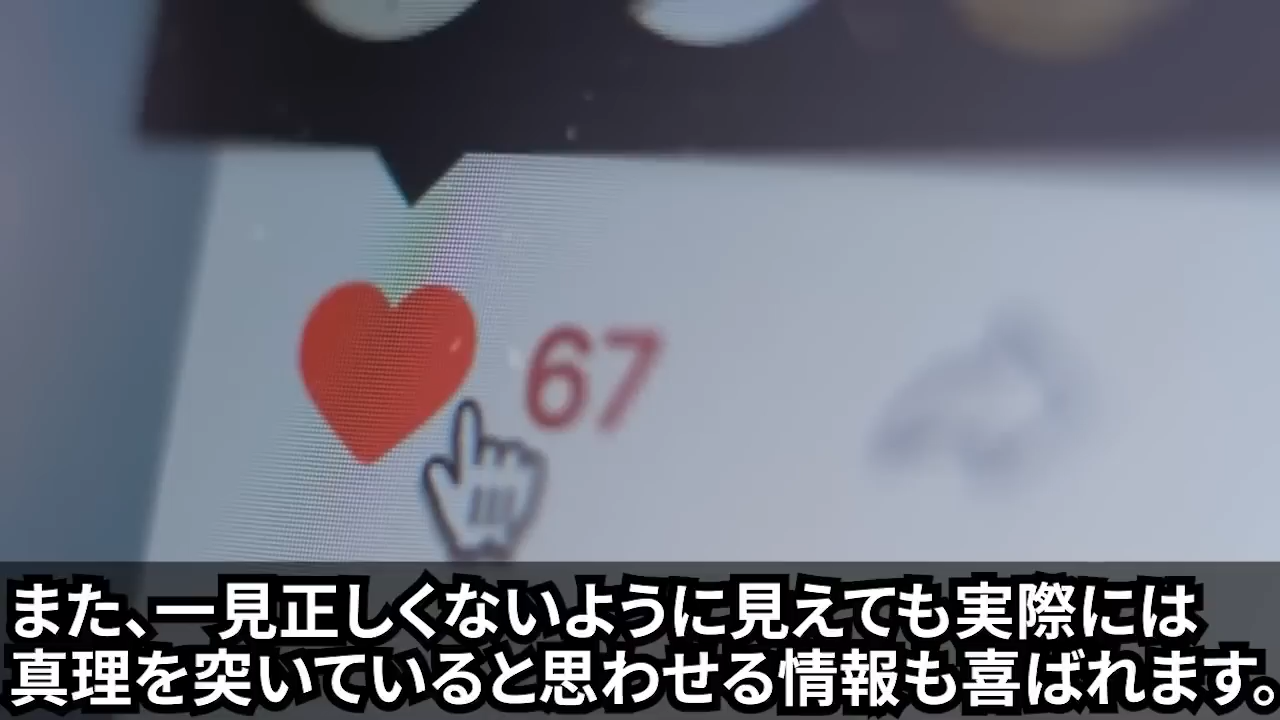 67
また、一見正しくないように見えても実際には
真理を突いていると思わせる情報も喜ばれます。